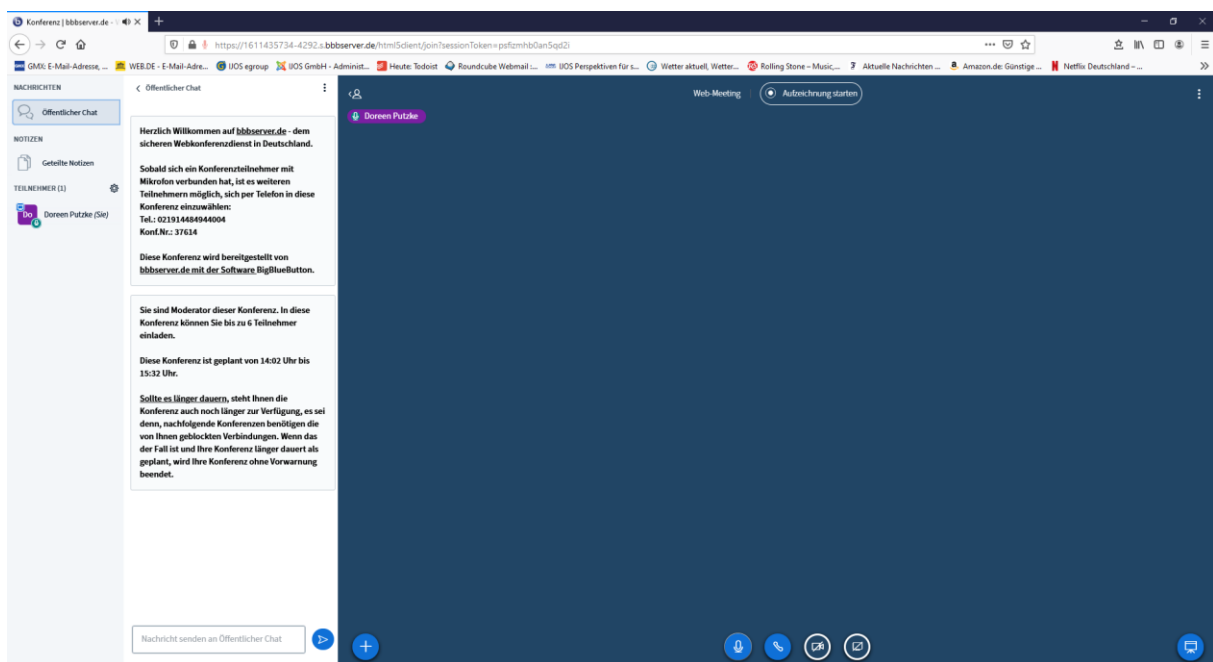 Konferenz | bbbserver.de -
https://1611435734-4292.s.bbbserver.de/html5client/join?sessionToken=psfizmhb0an5qd2i
GMX: E-Mail-Adresse, ... WEB.DE - E-Mail-Adre... UOS egroup UOS GmbH - Administ... Heute: Todoist Roundcube Webmail :... UOS Perspektiven für s... Wetter aktuell, Wetter... Rolling Stone – Music,... Aktuelle Nachrichten ... Amazon.de: Günstige ... Netflix Deutschland – ...
NACHRICHTEN
Öffentlicher Chat
NOTIZEN
Geteilte Notizen
TEILNEHMER (1)
Do Doreen Putzke (Sie)
Öffentlicher Chat
Herzlich Willkommen auf bbbserver.de - dem
sicheren Webkonferenzdienst in Deutschland.
Sobald sich ein Konferenzteilnehmer mit
Mikrofon verbunden hat, ist es weiteren
Teilnehmern möglich, sich per Telefon in diese
Konferenz einzuwählen:
Tel.: 021914484944004
Konf.Nr.: 37614
Diese Konferenz wird bereitgestellt von
bbbserver.de mit der Software BigBlueButton.
Sie sind Moderator dieser Konferenz. In diese
Konferenz können Sie bis zu 6 Teilnehmer
einladen.
Diese Konferenz ist geplant von 14:02 Uhr bis
15:32 Uhr.
Sollte es länger dauern, steht Ihnen die
Konferenz auch noch länger zur Verfügung, es sei
denn, nachfolgende Konferenzen benötigen die
von Ihnen geblockten Verbindungen. Wenn das
der Fall ist und Ihre Konferenz länger dauert als
geplant, wird Ihre Konferenz ohne Vorwarnung
beendet.
Nachricht senden an Öffentlicher Chat
Web-Meeting | Aufzeichnung starten
Doreen Putzke